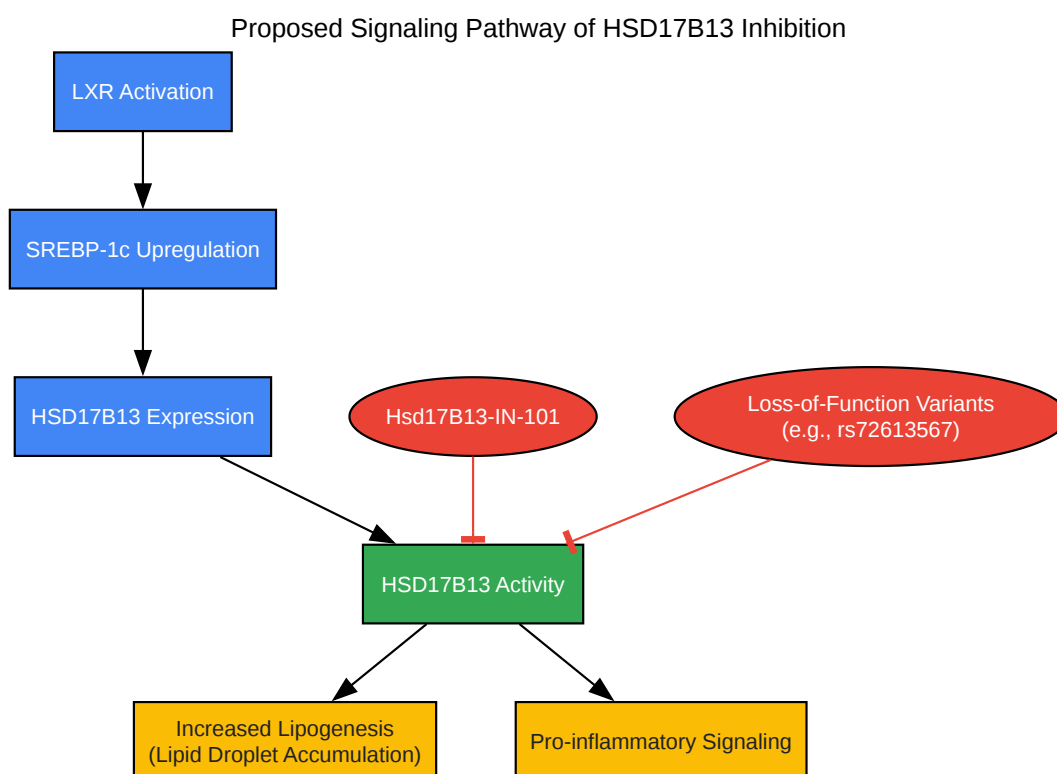 Proposed Signaling Pathway of HSD17B13 Inhibition
LXR Activation
SREBP-1c Upregulation
HSD17B13 Expression
Hsd17B13-IN-101
Loss-of-Function Variants
(e.g., rs72613567)
HSD17B13 Activity
Increased Lipogenesis
(Lipid Droplet Accumulation)
Pro-inflammatory Signaling